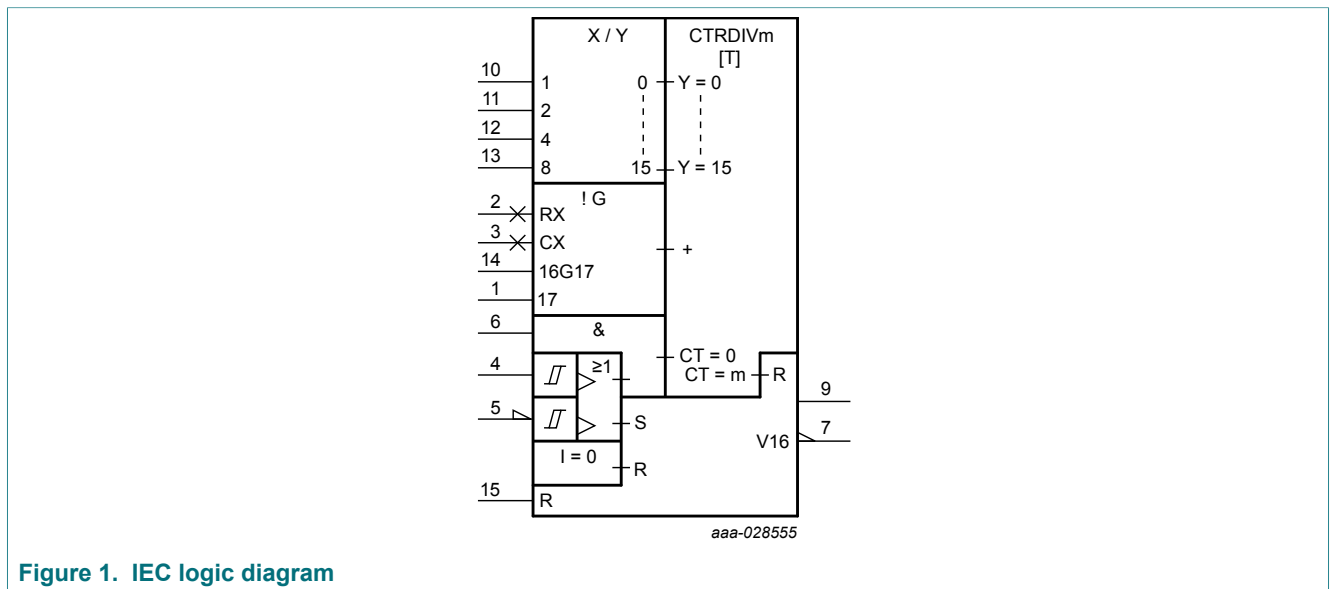 X / Y
CTRDIVm
[T]
10
1
0
Y = 0
11
2
12
4
13
8
15
Y = 15
! G
2
RX
3
CX
+
14
16G17
1
17
6
&
CT = 0
4
≥1
CT = m
R
9
5
S
7
V16
I = 0
R
15
R
aaa-028555
Figure 1. IEC logic diagram